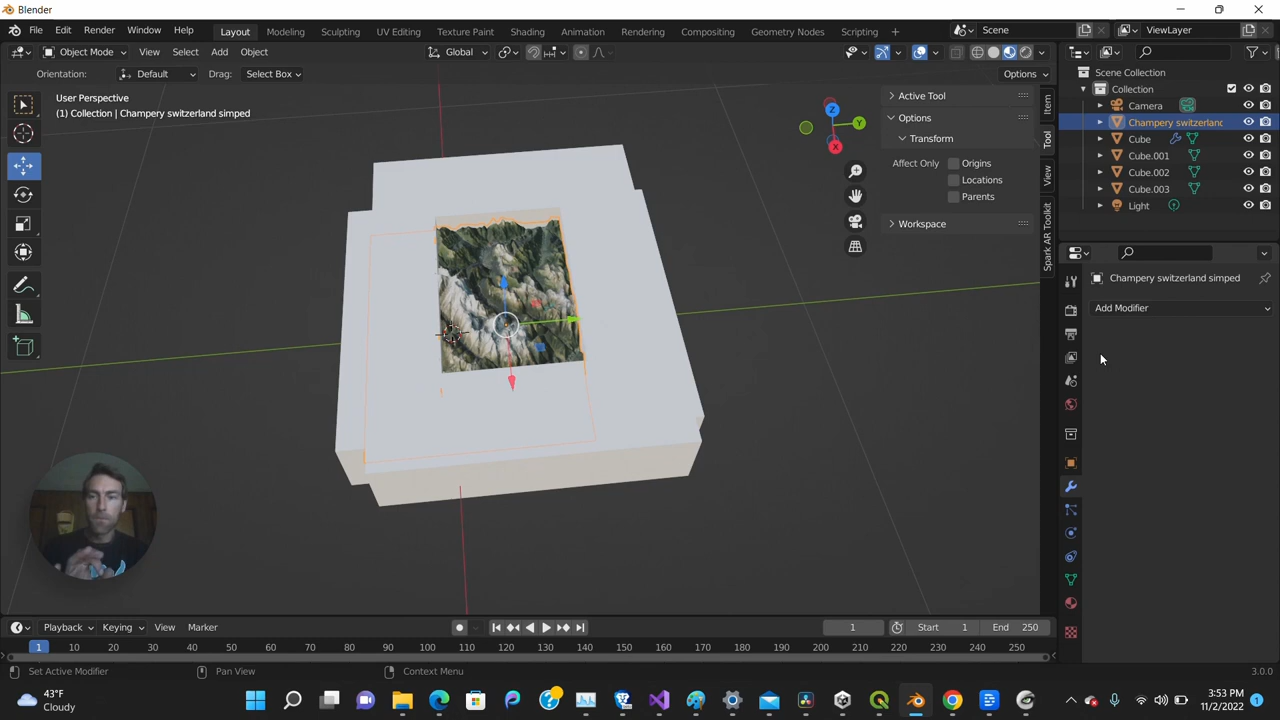 Blender
File Edit Render Window Help
Layout Modeling Sculpting UV Editing Texture Paint Shading Animation Rendering Compositing Geometry Nodes Scripting +
Scene
ViewLayer
Object Mode View Select Add Object
Global
Orientation: Default Drag: Select Box
Options
User Perspective
(1) Collection | Champery switzerland simped
Active Tool
Options
Transform
Affect Only Origins
Locations
Parents
Workspace
Item
Tool
View
Spark AR Toolkit
Z
Y
X
Scene Collection
Collection
Camera
Champery switzerland
Cube
Cube.001
Cube.002
Cube.003
Light
Champery switzerland simped
Add Modifier
Playback Keying View Marker
1
Start 1 End 250
1 10 20 30 40 50 60 70 80 90 100 110 120 130 140 150 160 170 180 190 200 210 220 230 240 250
Set Active Modifier Pan View Context Menu
3.0.0
43°F
Cloudy
3:53 PM
11/2/2022
1